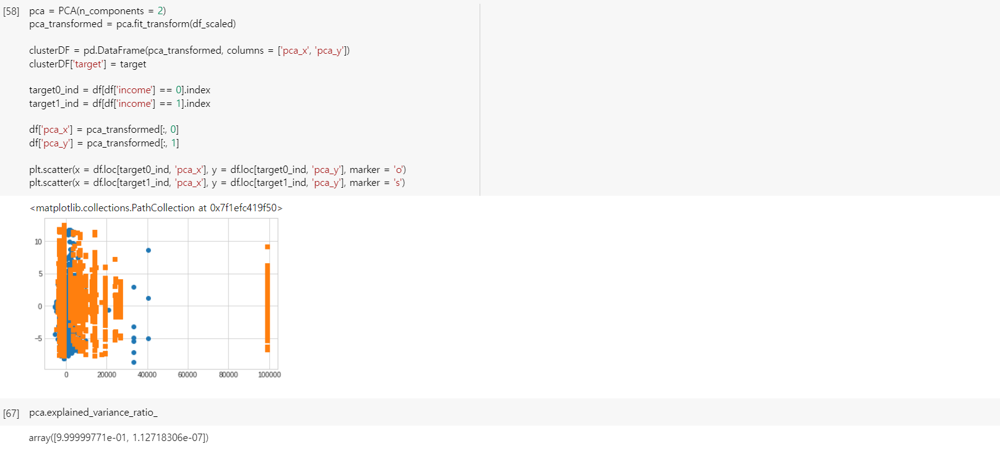 [58] pca = PCA(n_components = 2)
pca_transformed = pca.fit_transform(df_scaled)
clusterDF = pd.DataFrame(pca_transformed, columns = ['pca_x', 'pca_y'])
clusterDF['target'] = target
target0_ind = df[df['income'] == 0].index
target1_ind = df[df['income'] == 1].index
df['pca_x'] = pca_transformed[:, 0]
df['pca_y'] = pca_transformed[:, 1]
plt.scatter(x = df.loc[target0_ind, 'pca_x'], y = df.loc[target0_ind, 'pca_y'], marker = 'o')
plt.scatter(x = df.loc[target1_ind, 'pca_x'], y = df.loc[target1_ind, 'pca_y'], marker = 's')
<matplotlib.collections.PathCollection at 0x7f1efc419f50>
10
5
0
−5
0 20000 40000 60000 80000 100000
[67] pca.explained_variance_ratio_
array([9.99999771e-01, 1.12718306e-07])